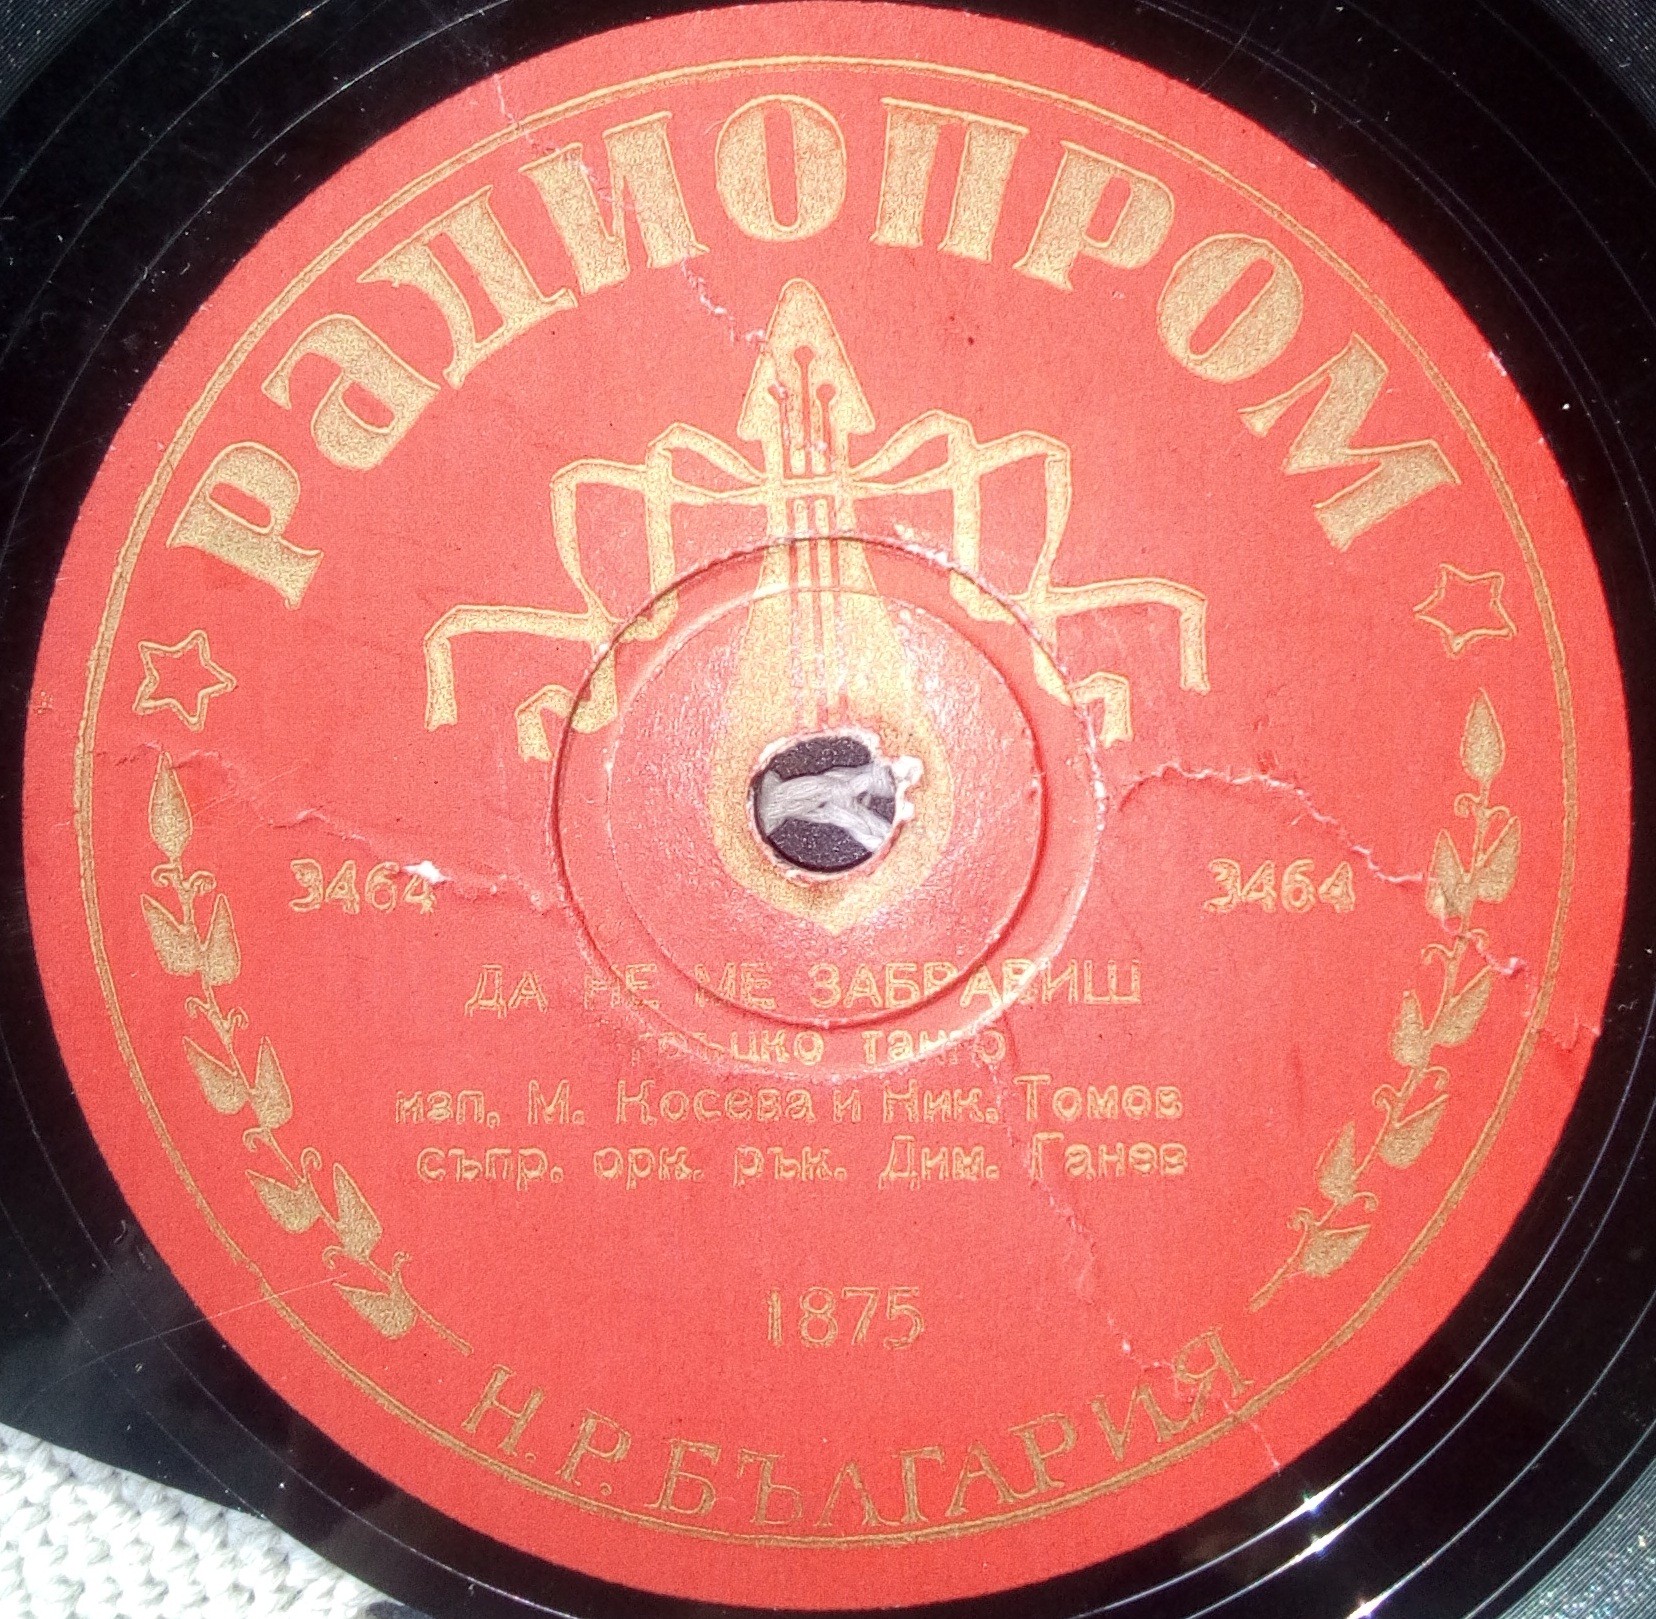 РАДИОПРОМ
3464 3464
ДА НЕ МЕ ЗАБРАВИШ
гръцко танго
изп. М. Косева и Ник. Томов
съпр. орк. рък. Дим. Ганев
1875
Н.Р. БЪЛГАРИЯ